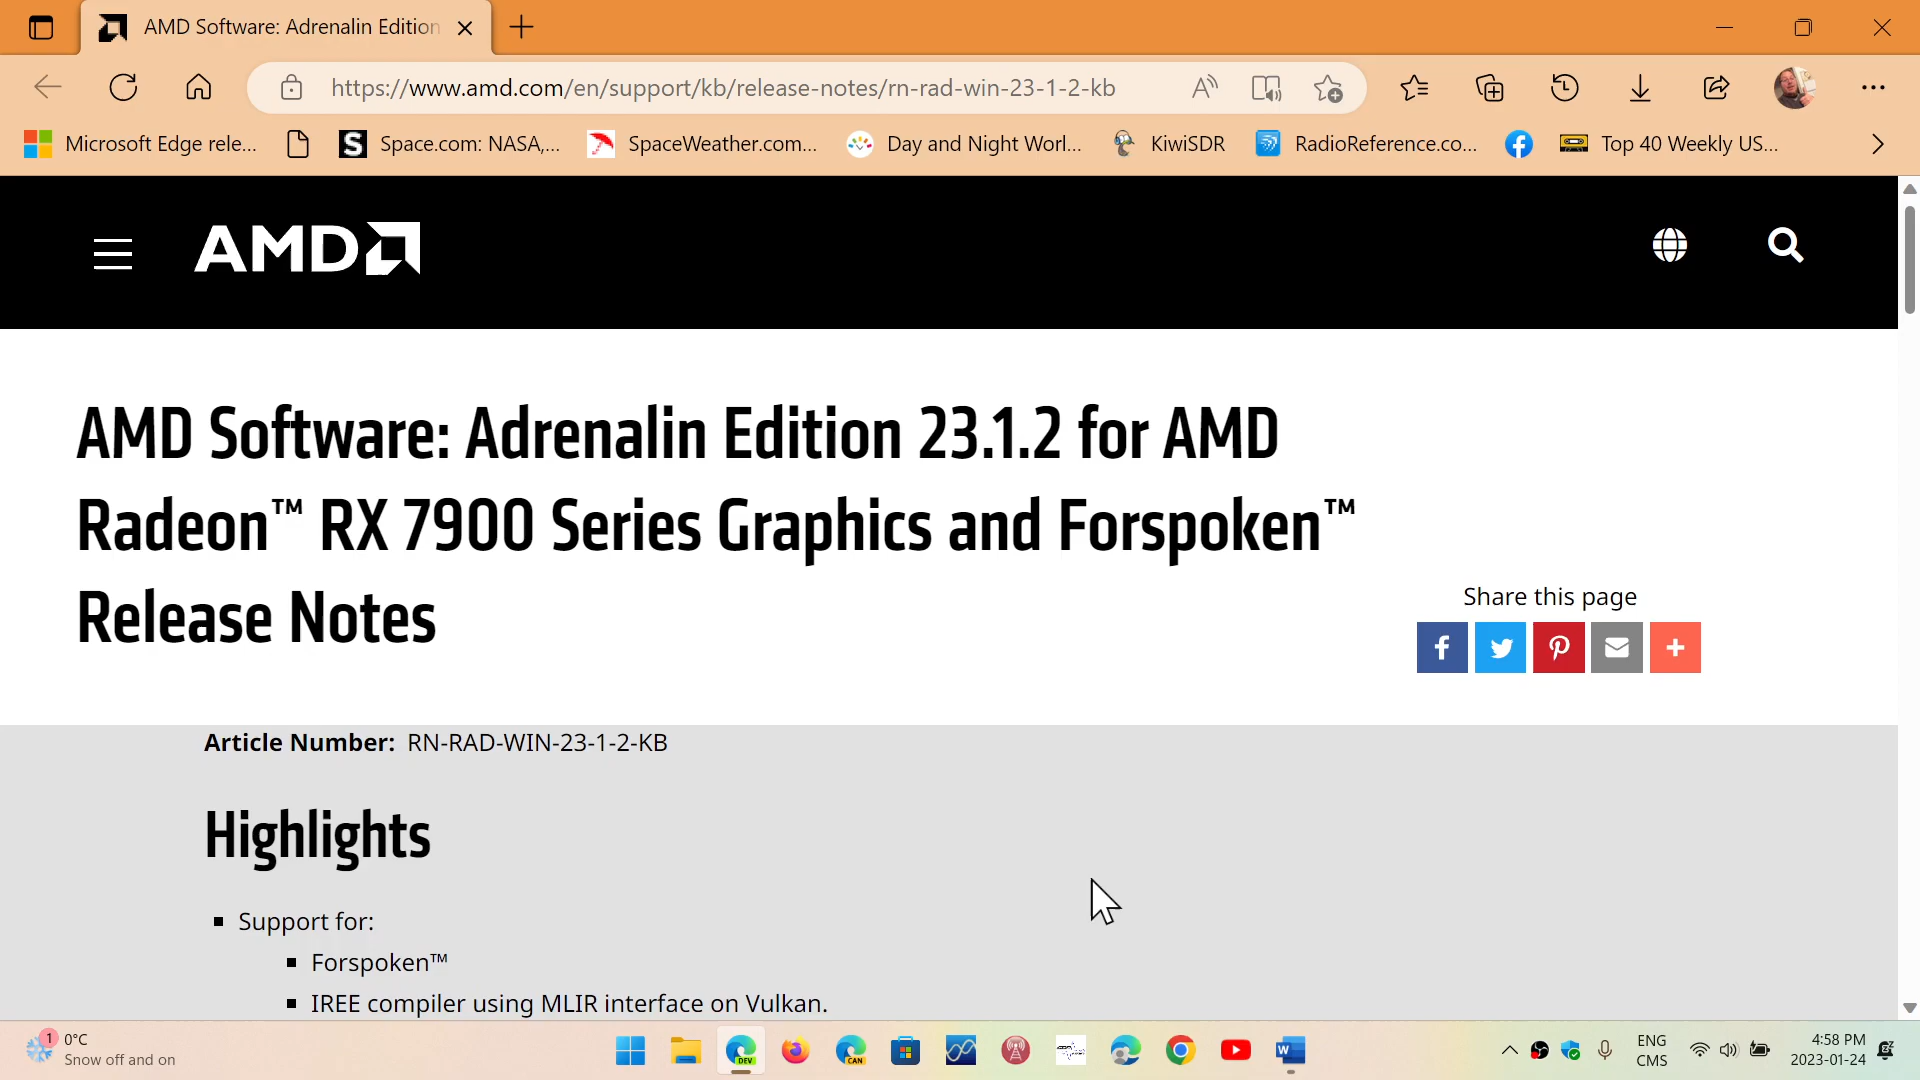 AMD Software: Adrenalin Edition
https://www.amd.com/en/support/kb/release-notes/rn-rad-win-23-1-2-kb
Microsoft Edge rele... Space.com: NASA,... SpaceWeather.com... Day and Night Worl... KiwiSDR RadioReference.co... Top 40 Weekly US...
AMD
AMD Software: Adrenalin Edition 23.1.2 for AMD
Radeon™ RX 7900 Series Graphics and Forspoken™
Release Notes
Share this page
Article Number: RN-RAD-WIN-23-1-2-KB
Highlights
Support for:
Forspoken™
IREE compiler using MLIR interface on Vulkan.
1
0°C
Snow off and on
DEV
CAN
ENG
CMS
4:58 PM
2023-01-24